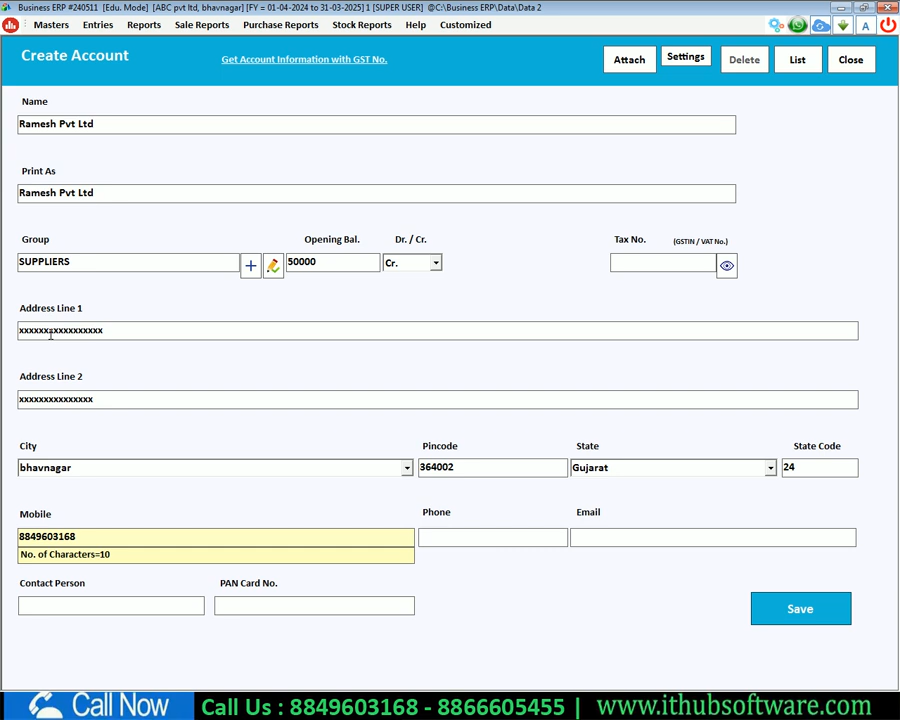 Business ERP #240511 [Edu. Mode] [ABC pvt ltd, bhavnagar] [FY = 01-04-2024 to 31-03-2025] 1 [SUPER USER] @C:\Business ERP\Data\Data 2
Masters Entries Reports Sale Reports Purchase Reports Stock Reports Help Customized A
Create Account Get Account Information with GST No. Attach Settings Delete List Close
Name
Ramesh Pvt Ltd
Print As
Ramesh Pvt Ltd
Group Opening Bal. Dr. / Cr. Tax No. (GSTIN / VAT No.)
SUPPLIERS + 50000 Cr.
Address Line 1
xxxxxxxxxxxxxxxxx
Address Line 2
xxxxxxxxxxxxxxx
City Pincode State State Code
bhavnagar 364002 Gujarat 24
Mobile Phone Email
8849603168
No. of Characters=10
Contact Person PAN Card No.
Save
Call Now Call Us : 8849603168 - 8866605455 | www.ithubsoftware.com